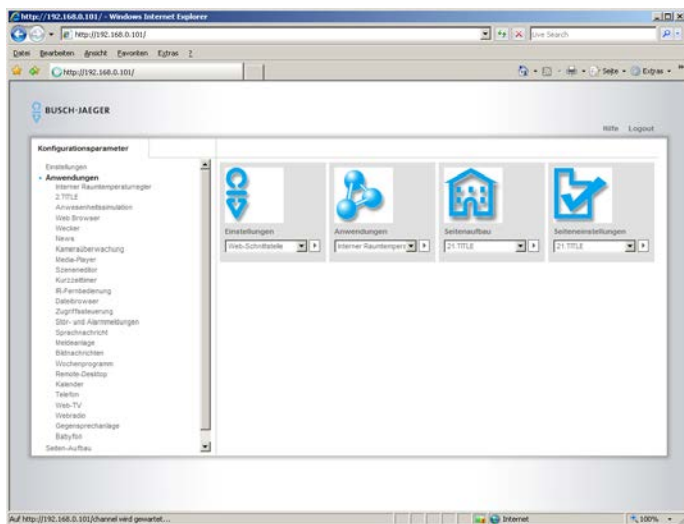 http://192.168.0.101/ - Windows Internet Explorer
http://192.168.0.101/
Live Search
Datei Bearbeiten Ansicht Favoriten Extras ?
http://192.168.0.101/
Seite Extras
BUSCH-JAEGER
Hilfe Logout
Konfigurationsparameter
Einstellungen
Anwendungen
Interner Raumtemperaturregler
2.TITLE
Anwesenheitssimulation
Web Browser
Wecker
News
Kameraüberwachung
Media-Player
Szeneneditor
Kurzzeittimer
IR-Fernbedienung
Dateibrowser
Zugriffssteuerung
Stör- und Alarmmeldungen
Sprachnachricht
Meldeanlage
Bildnachrichten
Wochenprogramm
Remote-Desktop
Kalender
Telefon
Web-TV
Webradio
Gegensprechanlage
Babyfon
Seiten-Aufbau
Einstellungen
Web-Schnittstelle
Anwendungen
Interner Raumtempers
Seitenaufbau
21.TITLE
Seiteneinstellungen
21.TITLE
Auf http://192.168.0.101/channel wird gewartet...
Internet
100%